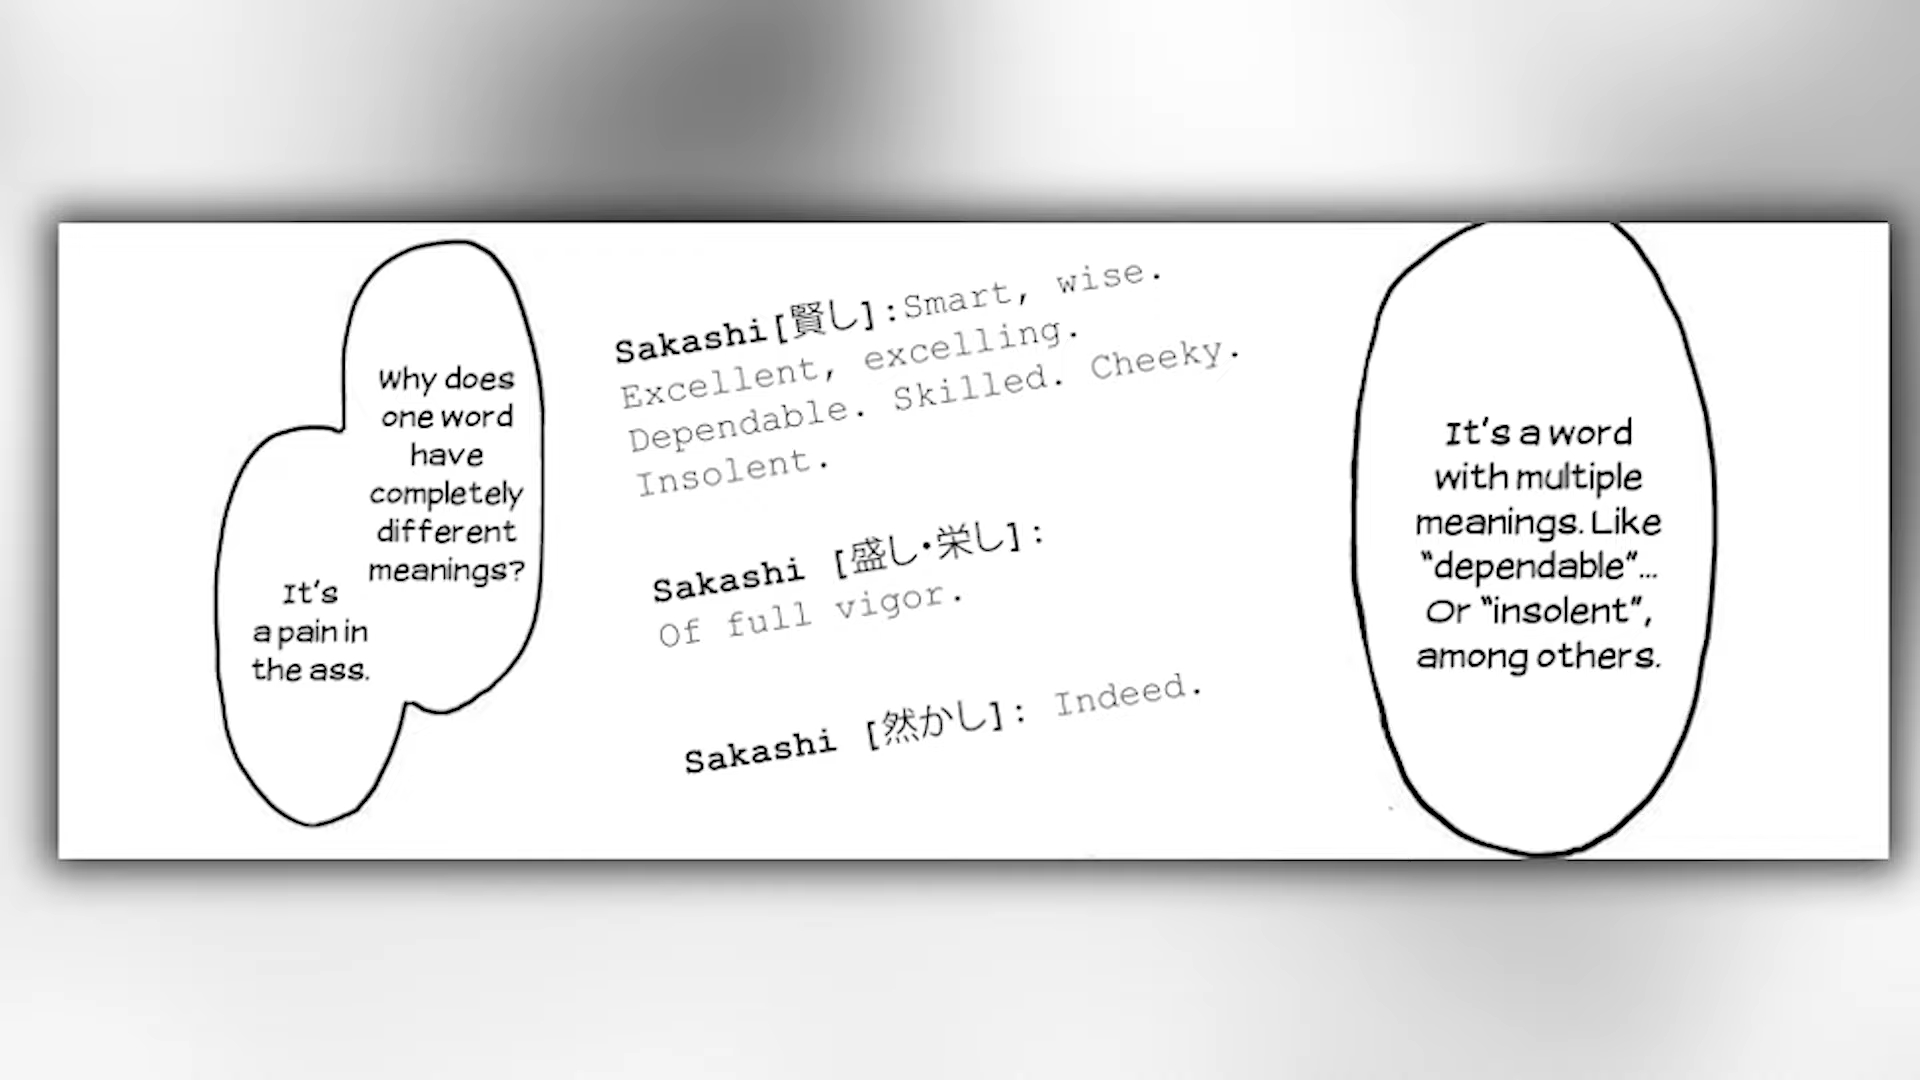 It's a word
with multiple
meanings. Like
"dependable"...
Or "insolent",
among others.
Sakashi[賢し]:Smart, wise.
Excellent, excelling.
Dependable. Skilled. Cheeky.
Insolent.
Sakashi [盛し・栄し]:
Of full vigor.
Sakashi [然かし]: Indeed.
Why does
one word
have
completely
different
meanings?
It's
a pain in
the ass.